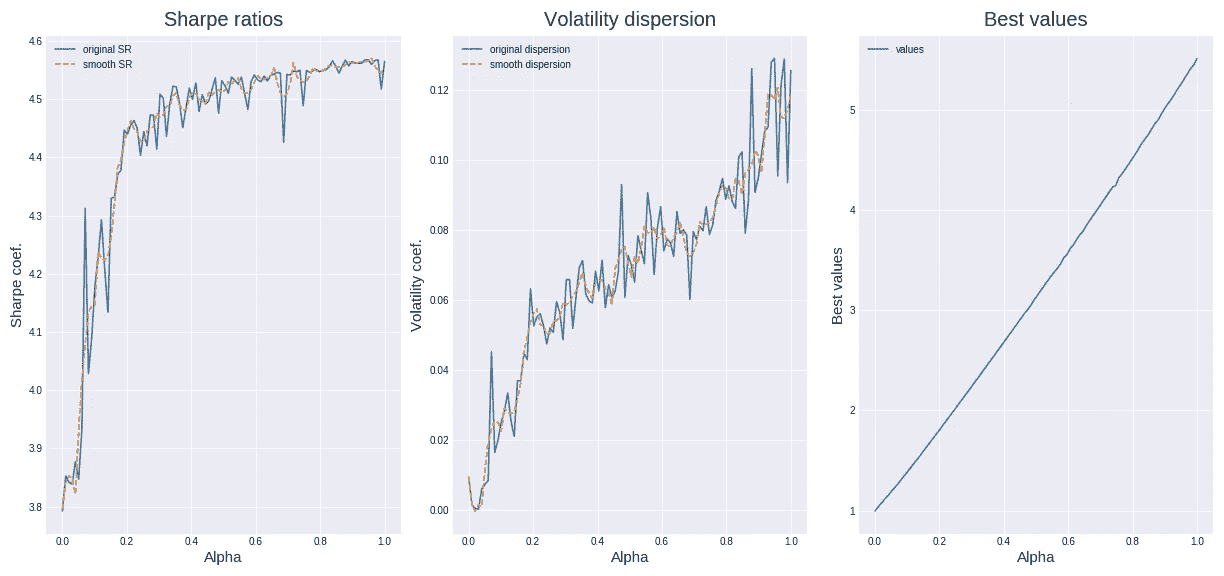 Sharpe ratios
original SR
smooth SR
4.6
4.5
4.4
4.3
4.2
4.1
4.0
3.9
3.8
Sharpe coef.
0.0 0.2 0.4 0.6 0.8 1.0
Alpha
Volatility dispersion
original dispersion
smooth dispersion
0.12
0.10
0.08
0.06
0.04
0.02
0.00
Volatility coef.
0.0 0.2 0.4 0.6 0.8 1.0
Alpha
Best values
values
5
4
3
2
1
Best values
0.0 0.2 0.4 0.6 0.8 1.0
Alpha